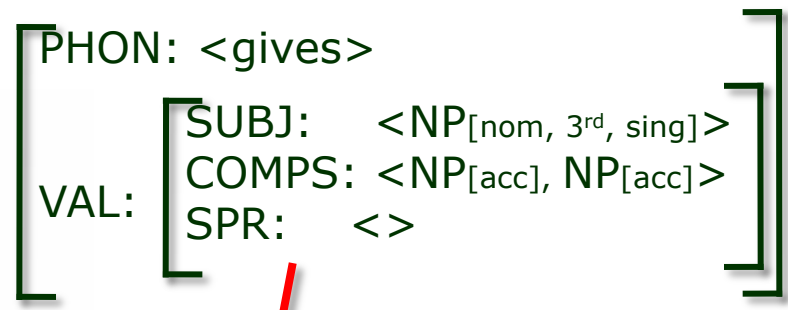 PHON: <gives>
SUBJ: <NP[nom, 3rd, sing]>
COMPS: <NP[acc], NP[acc]>
VAL:
SPR: <>